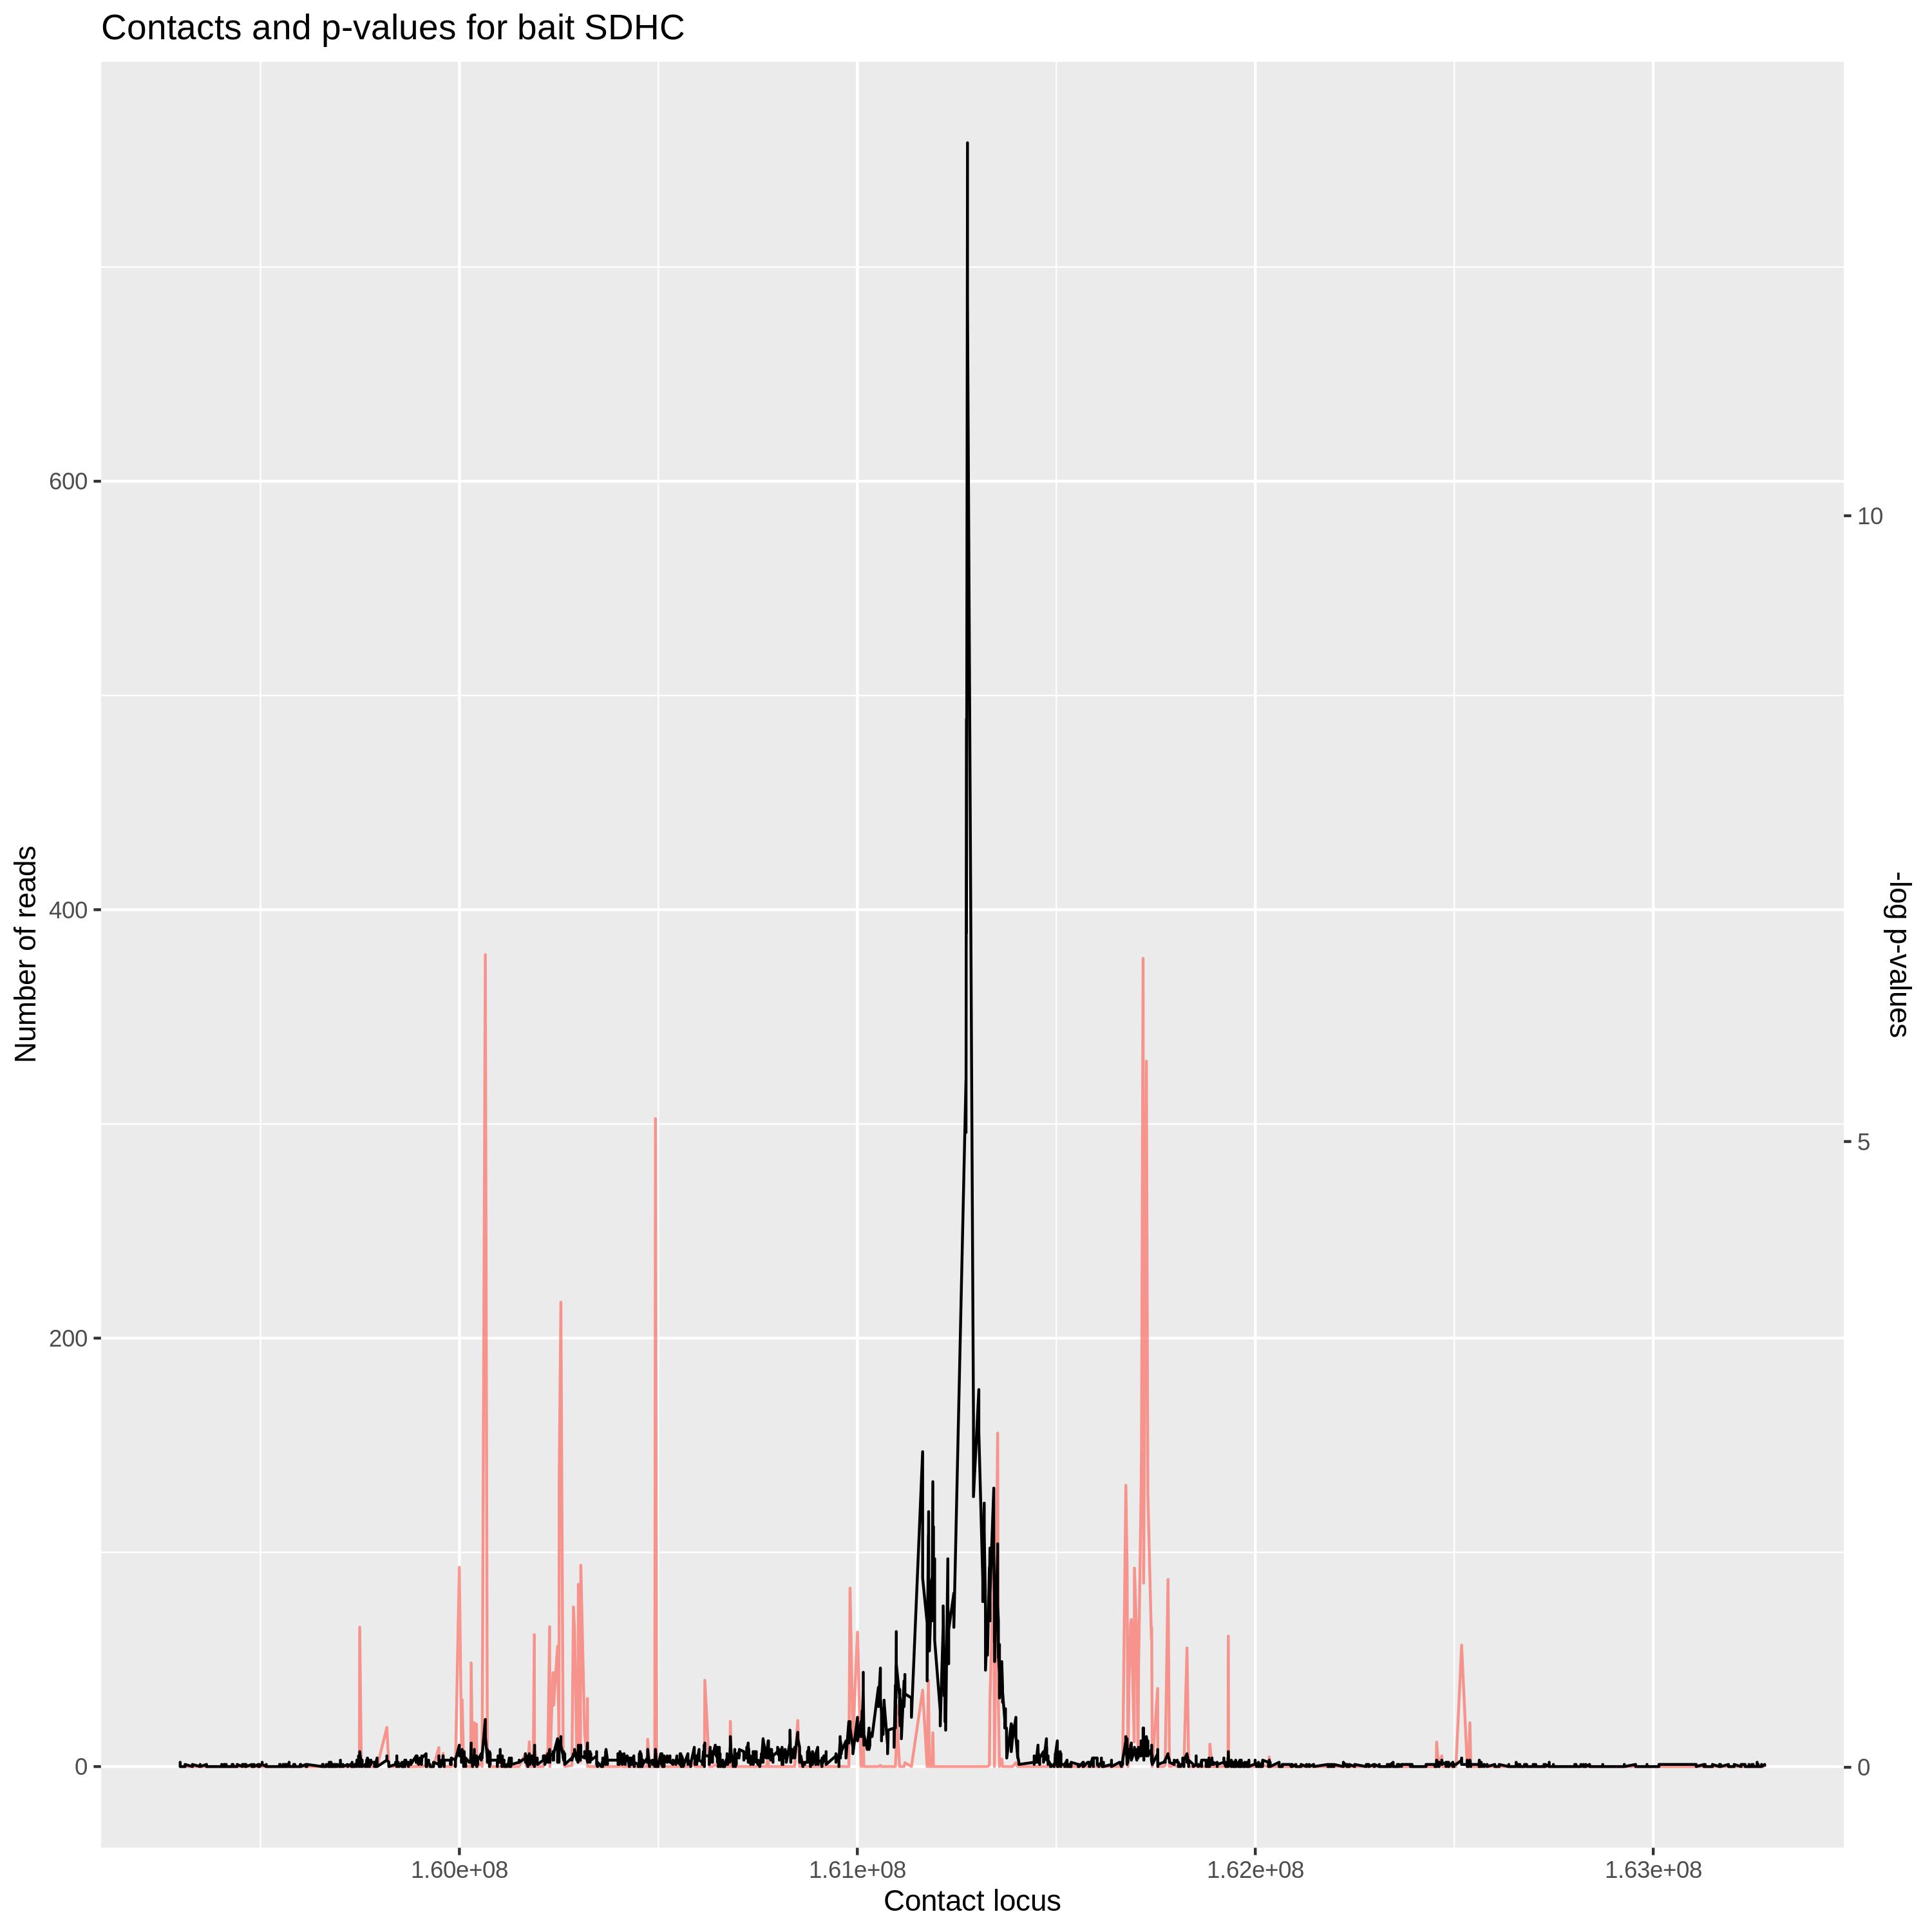 Contacts and p-values for bait SDHC
600
400
200
0
Number of reads
10
5
0
-log p-values
1.60e+08
1.61e+08
1.62e+08
1.63e+08
Contact locus